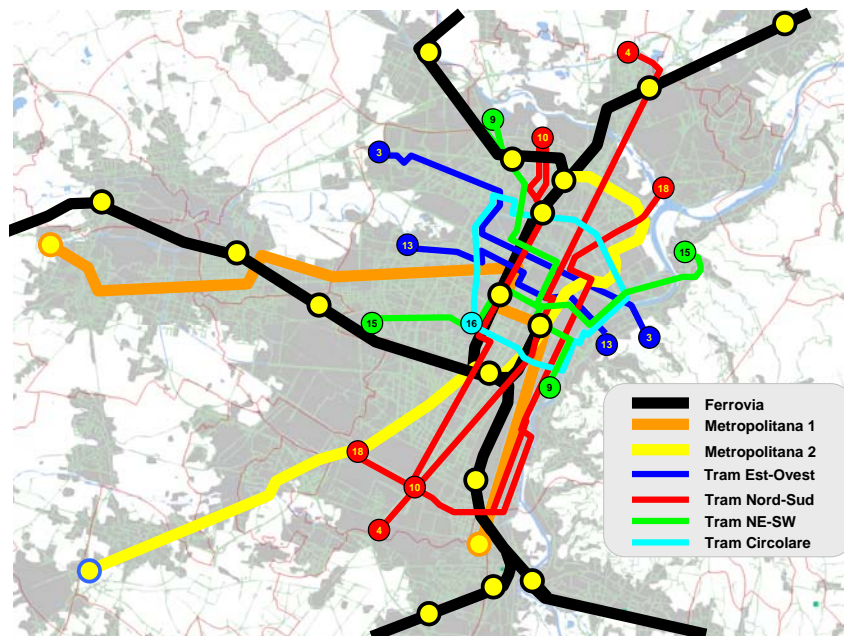 4
9
10
3
18
13
15
15
16
13
3
9
18
10
4
Ferrovia
Metropolitana 1
Metropolitana 2
Tram Est-Ovest
Tram Nord-Sud
Tram NE-SW
Tram Circolare